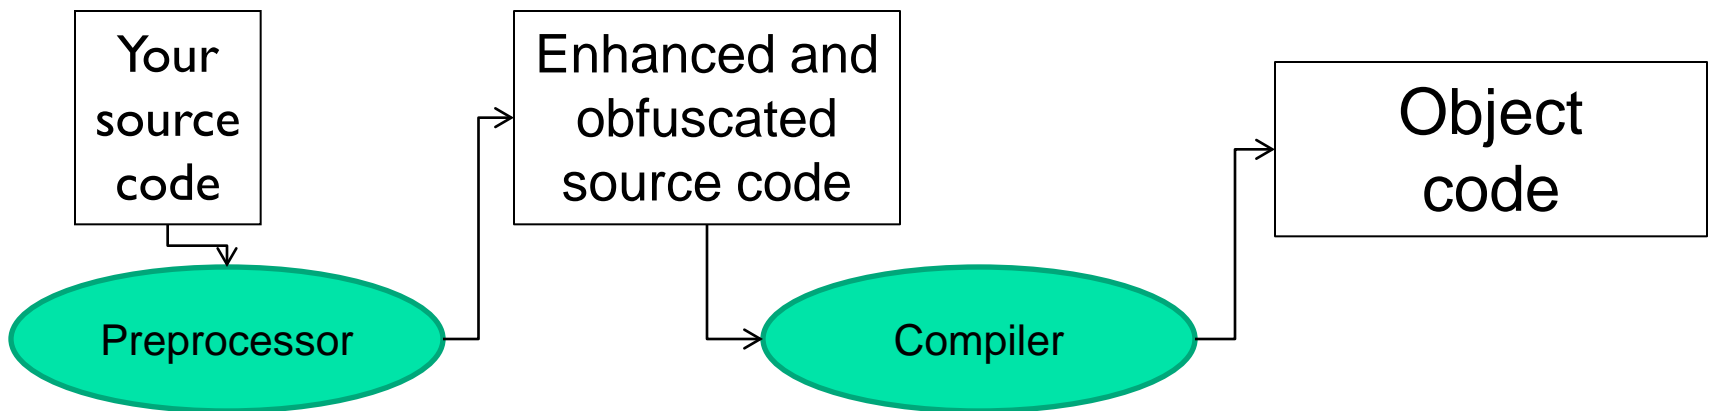 Your
source
code
Preprocessor
Enhanced and
obfuscated
source code
Compiler
Object
code